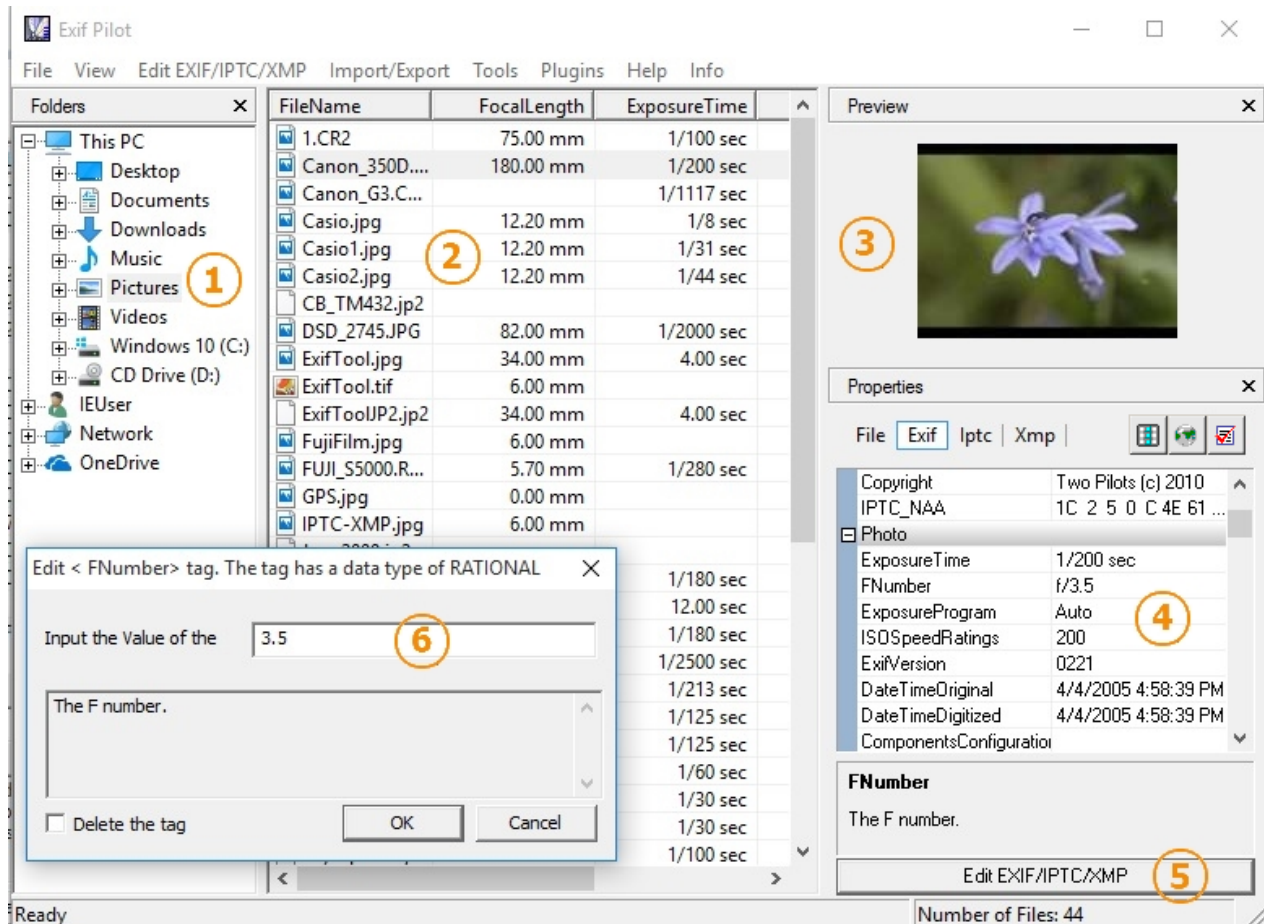 Exif Pilot
File View Edit EXIF/IPTC/XMP Import/Export Tools Plugins Help Info
Folders
This PC
Desktop
Documents
Downloads
Music
Pictures
Videos
Windows 10 (C:)
CD Drive (D:)
IEUser
Network
OneDrive
1
FileName FocalLength ExposureTime
1.CR2 75.00 mm 1/100 sec
Canon_350D.... 180.00 mm 1/200 sec
Canon_G3.C... 1/1117 sec
Casio.jpg 12.20 mm 1/8 sec
Casio1.jpg 12.20 mm 1/31 sec
Casio2.jpg 12.20 mm 1/44 sec
CB_TM432.jp2
DSD_2745.JPG 82.00 mm 1/2000 sec
ExifTool.jpg 34.00 mm 4.00 sec
ExifTool.tif 6.00 mm
ExifToolJP2.jp2 34.00 mm 4.00 sec
FujiFilm.jpg 6.00 mm
FUJI_S5000.R... 5.70 mm 1/280 sec
GPS.jpg 0.00 mm
IPTC-XMP.jpg 6.00 mm
1/180 sec
12.00 sec
1/180 sec
1/2500 sec
1/213 sec
1/125 sec
1/125 sec
1/60 sec
1/30 sec
1/30 sec
1/100 sec
2
Preview
3
Properties
File Exif Iptc Xmp
Copyright Two Pilots (c) 2010
IPTC_NAA 1C 2 5 0 C 4E 61 ...
Photo
ExposureTime 1/200 sec
FNumber f/3.5
ExposureProgram Auto
ISOSpeedRatings 200
ExifVersion 0221
DateTimeOriginal 4/4/2005 4:58:39 PM
DateTimeDigitized 4/4/2005 4:58:39 PM
ComponentsConfiguration
4
FNumber
The F number.
Edit EXIF/IPTC/XMP
5
Edit < FNumber> tag. The tag has a data type of RATIONAL
Input the Value of the 3.5
6
The F number.
Delete the tag
OK Cancel
Ready
Number of Files: 44